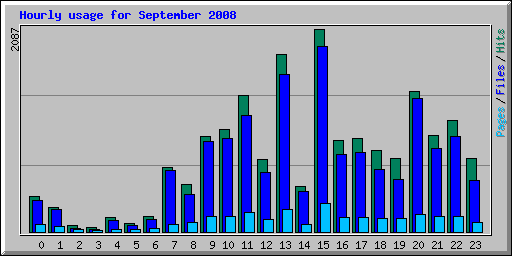 Hourly usage for September 2008
2087
Pages / Files / Hits
0 1 2 3 4 5 6 7 8 9 10 11 12 13 14 15 16 17 18 19 20 21 22 23